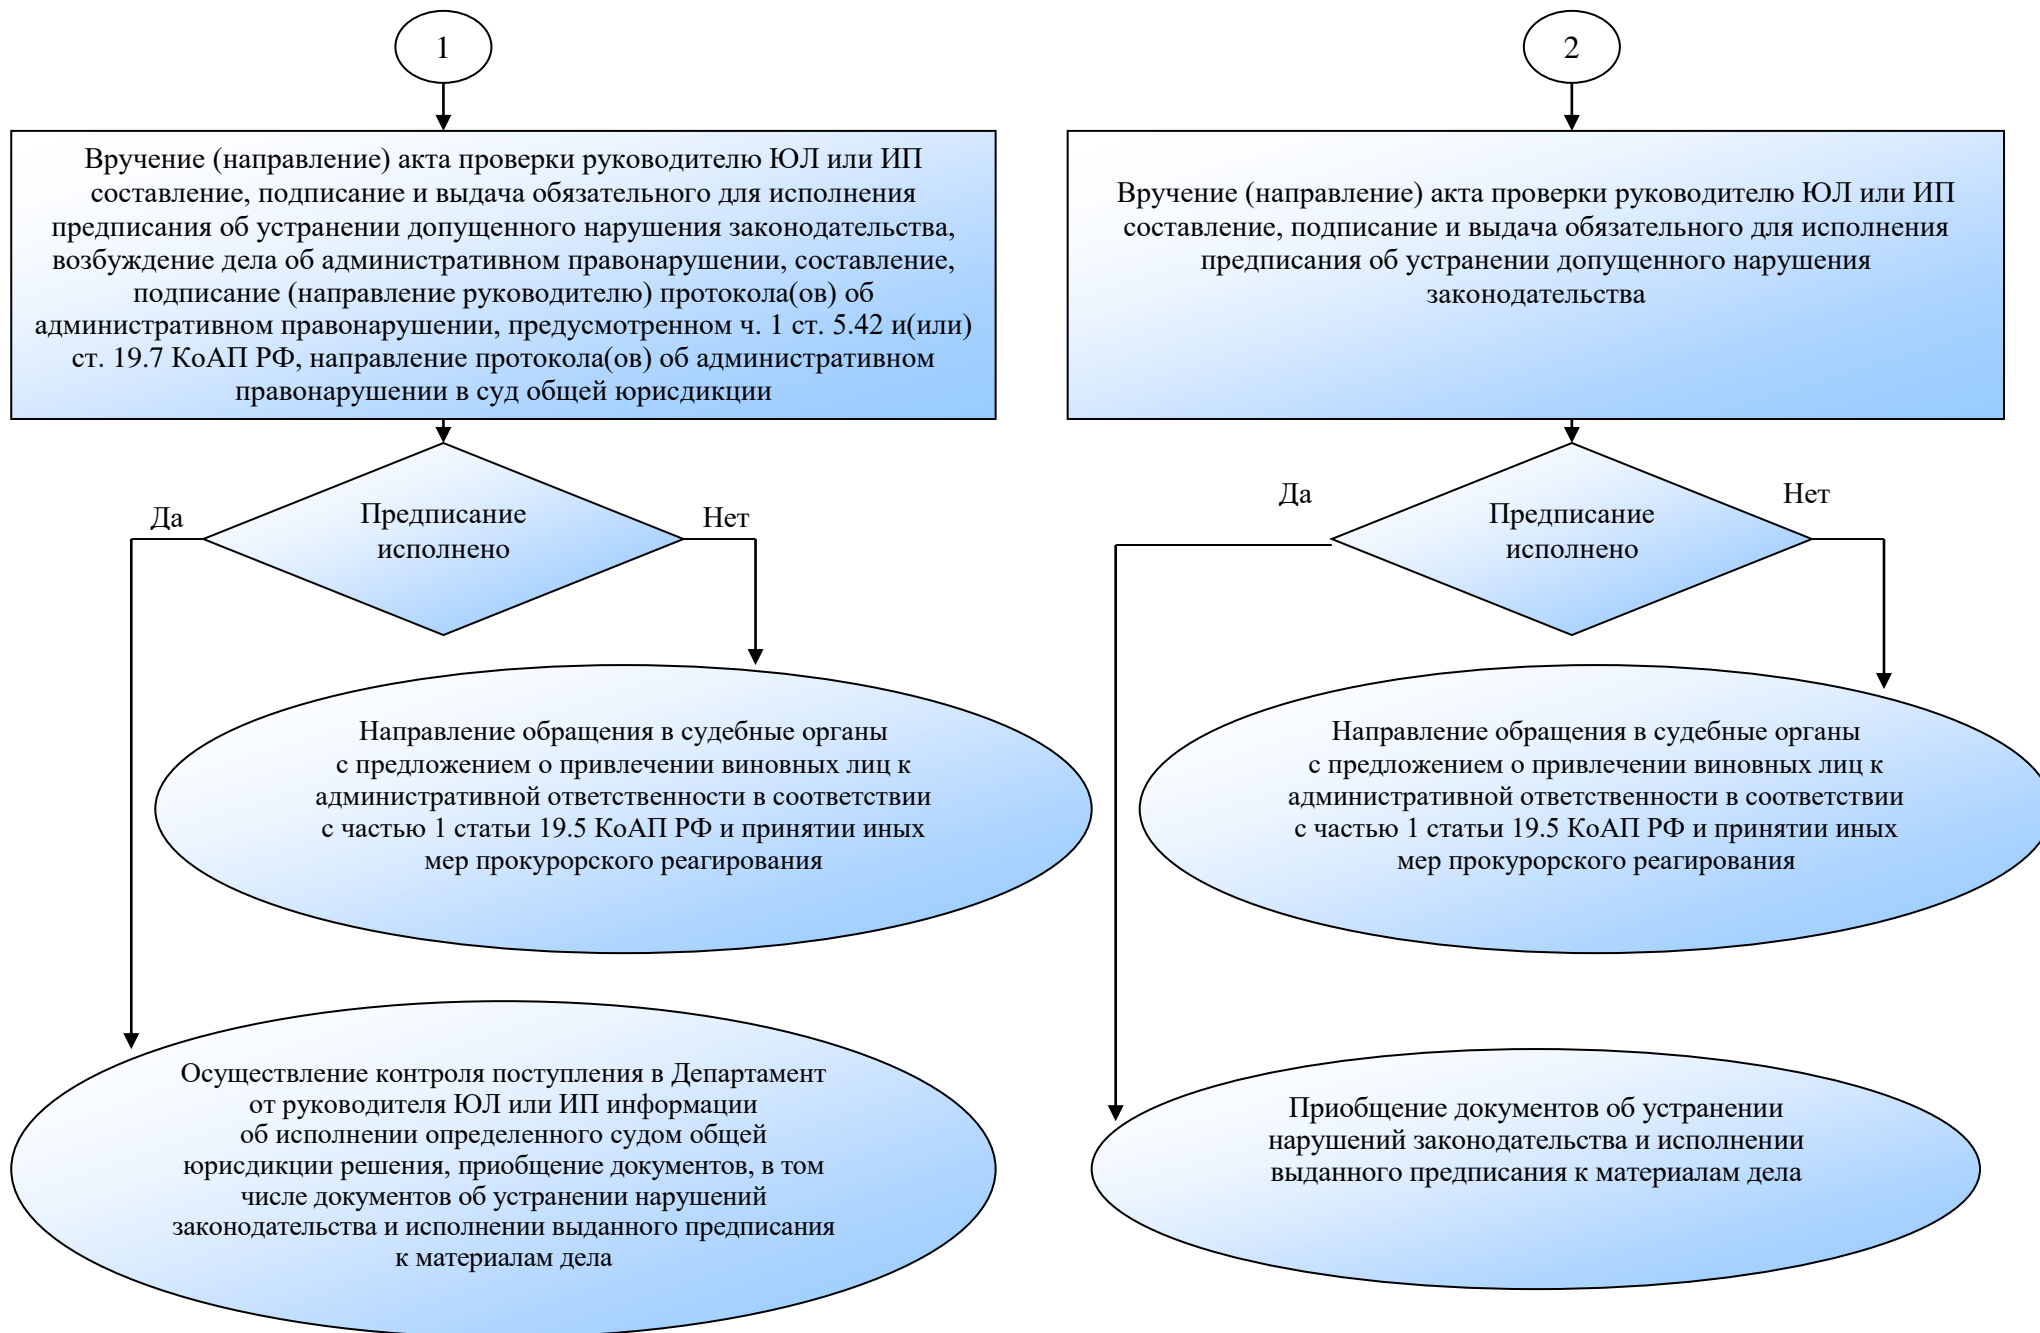 1
Вручение (направление) акта проверки руководителю ЮЛ или ИП
составление, подписание и выдача обязательного для исполнения
предписания об устранении допущенного нарушения законодательства,
возбуждение дела об административном правонарушении, составление,
подписание (направление руководителю) протокола(ов) об
административном правонарушении, предусмотренном ч. 1 ст. 5.42 и(или)
ст. 19.7 КоАП РФ, направление протокола(ов) об административном
правонарушении в суд общей юрисдикции
Да
Предписание
исполнено
Нет
Направление обращения в судебные органы
с предложением о привлечении виновных лиц к
административной ответственности в соответствии
с частью 1 статьи 19.5 КоАП РФ и принятии иных
мер прокурорского реагирования
Осуществление контроля поступления в Департамент
от руководителя ЮЛ или ИП информации
об исполнении определенного судом общей
юрисдикции решения, приобщение документов, в том
числе документов об устранении нарушений
законодательства и исполнении выданного предписания
к материалам дела
2
Вручение (направление) акта проверки руководителю ЮЛ или ИП
составление, подписание и выдача обязательного для исполнения
предписания об устранении допущенного нарушения
законодательства
Да
Предписание
исполнено
Нет
Направление обращения в судебные органы
с предложением о привлечении виновных лиц к
административной ответственности в соответствии
с частью 1 статьи 19.5 КоАП РФ и принятии иных
мер прокурорского реагирования
Приобщение документов об устранении
нарушений законодательства и исполнении
выданного предписания к материалам дела